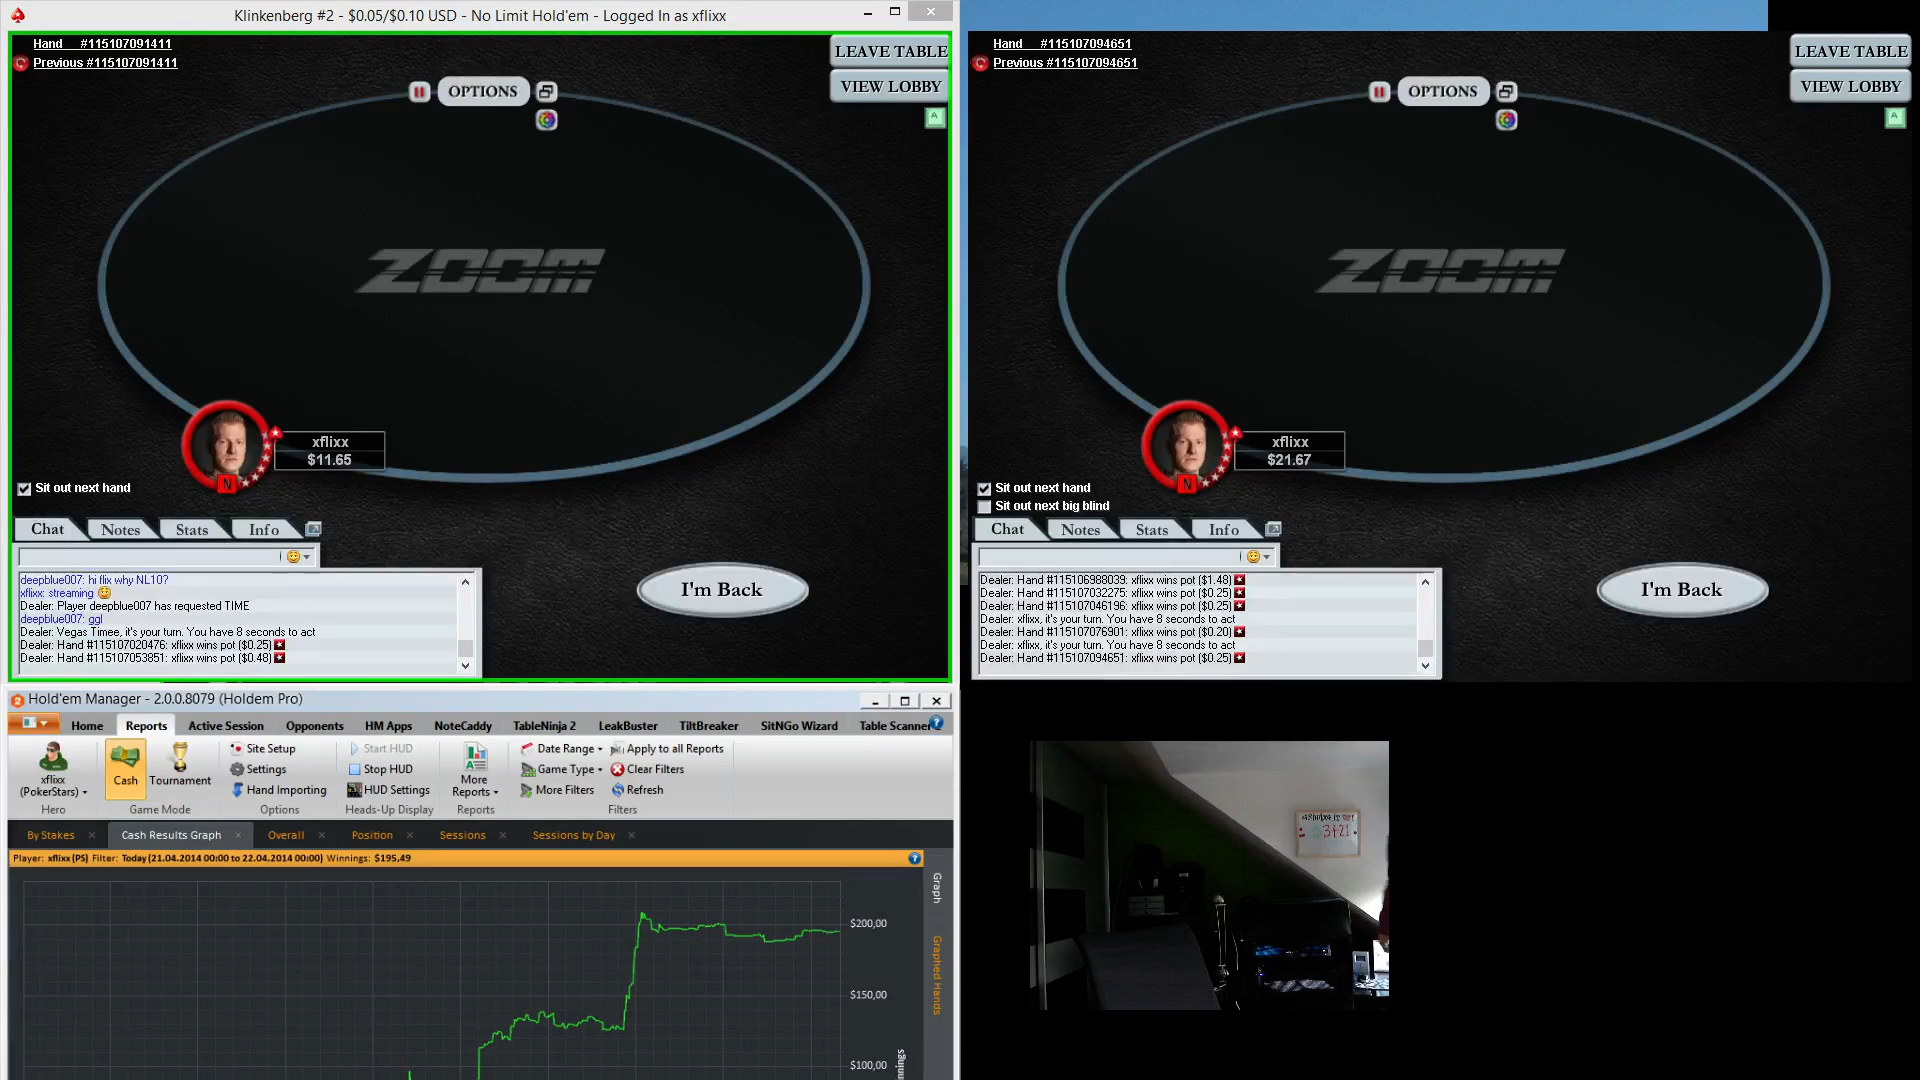 Klinkenberg #2 - $0.05/$0.10 USD - No Limit Hold'em - Logged In as xflixx
Hand #115107091411
Previous #115107091411
LEAVE TABLE
VIEW LOBBY
OPTIONS
A
ZOOM
xflixx
$11.65
N
Sit out next hand
Chat
Notes
Stats
Info
deepblue007: hi flix why NL10?
xflixx: streaming
Dealer: Player deepblue007 has requested TIME
deepblue007: ggl
Dealer: Vegas Timee, it's your turn. You have 8 seconds to act
Dealer: Hand #115107020476: xflixx wins pot ($0.25)
Dealer: Hand #115107053851: xflixx wins pot ($0.48)
I'm Back
Hand #115107094651
Previous #115107094651
LEAVE TABLE
VIEW LOBBY
OPTIONS
A
ZOOM
xflixx
$21.67
N
Sit out next hand
Sit out next big blind
Chat
Notes
Stats
Info
Dealer: Hand #115106988039: xflixx wins pot ($1.48)
Dealer: Hand #115107032275: xflixx wins pot ($0.25)
Dealer: Hand #115107046196: xflixx wins pot ($0.25)
Dealer: xflixx, it's your turn. You have 8 seconds to act
Dealer: Hand #115107076901: xflixx wins pot ($0.20)
Dealer: xflixx, it's your turn. You have 8 seconds to act
Dealer: Hand #115107094651: xflixx wins pot ($0.25)
I'm Back
2 Hold'em Manager - 2.0.0.8079 (Holdem Pro)
Home
Reports
Active Session
Opponents
HM Apps
NoteCaddy
TableNinja 2
LeakBuster
TiltBreaker
SitNGo Wizard
Table Scanner
xflixx
(PokerStars)
Hero
Cash
Tournament
Game Mode
Site Setup
Settings
Hand Importing
Options
Start HUD
Stop HUD
HUD Settings
Heads-Up Display
More
Reports
Reports
Date Range
Game Type
More Filters
Apply to all Reports
Clear Filters
Refresh
Filters
By Stakes
Cash Results Graph
Overall
Position
Sessions
Sessions by Day
Player: xflixx (PS) Filter: Today (21.04.2014 00:00 to 22.04.2014 00:00) Winnings: $195,49
$200,00
$150,00
$100,00
Graph
Graphed Hands